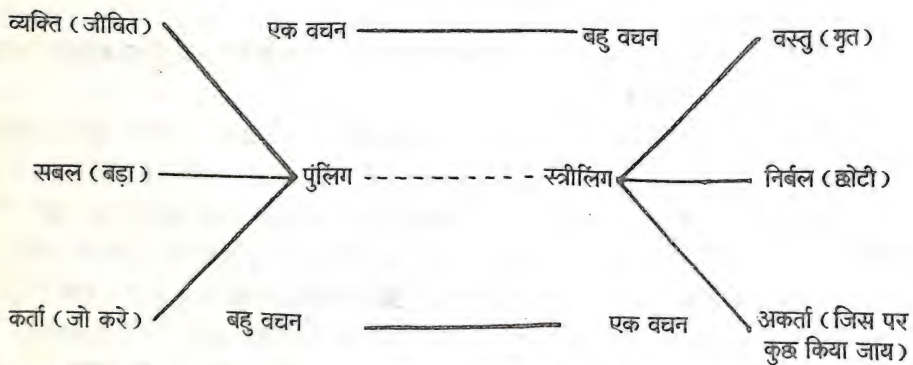 व्यक्ति (जीवित) एक वचन बहु वचन वस्तु (मृत)
सबल (बड़ा) पुंलिंग स्त्रीलिंग निर्बल (छोटी)
कर्ता (जो करे) बहु वचन एक वचन अकर्ता (जिस पर
कुछ किया जाय)